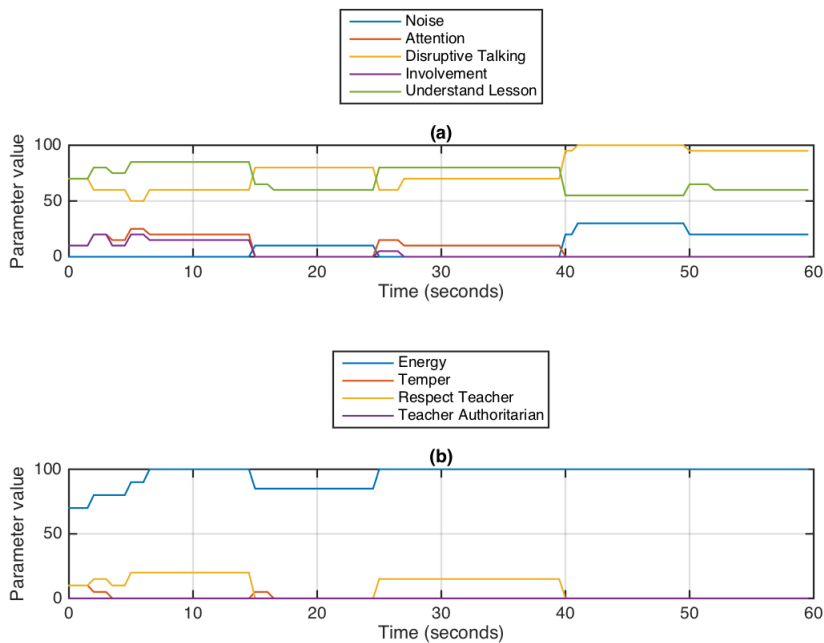 Noise
Attention
Disruptive Talking
Involvement
Understand Lesson
(a)
100
50
0
Parameter value
0 10 20 30 40 50 60
Time (seconds)
Energy
Temper
Respect Teacher
Teacher Authoritarian
(b)
100
50
0
Parameter value
0 10 20 30 40 50 60
Time (seconds)